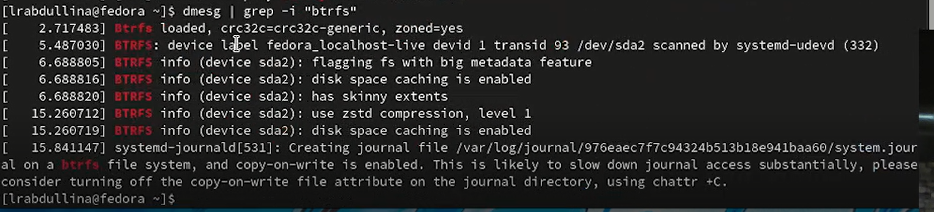 [lrabdullina@fedora ~]$ dmesg | grep -i "btrfs"
[    2.717483] Btrfs loaded, crc32c=crc32c-generic, zoned=yes
[    5.487030] BTRFS: device label fedora_localhost-live devid 1 transid 93 /dev/sda2 scanned by systemd-udevd (332)
[    6.688805] BTRFS info (device sda2): flagging fs with big metadata feature
[    6.688816] BTRFS info (device sda2): disk space caching is enabled
[    6.688820] BTRFS info (device sda2): has skinny extents
[   15.260712] BTRFS info (device sda2): use zstd compression, level 1
[   15.260719] BTRFS info (device sda2): disk space caching is enabled
[   15.841147] systemd-journald[531]: Creating journal file /var/log/journal/976eaec7f7c94324b513b18e941baa60/system.jour
al on a btrfs file system, and copy-on-write is enabled. This is likely to slow down journal access substantially, please
consider turning off the copy-on-write file attribute on the journal directory, using chattr +C.
[lrabdullina@fedora ~]$